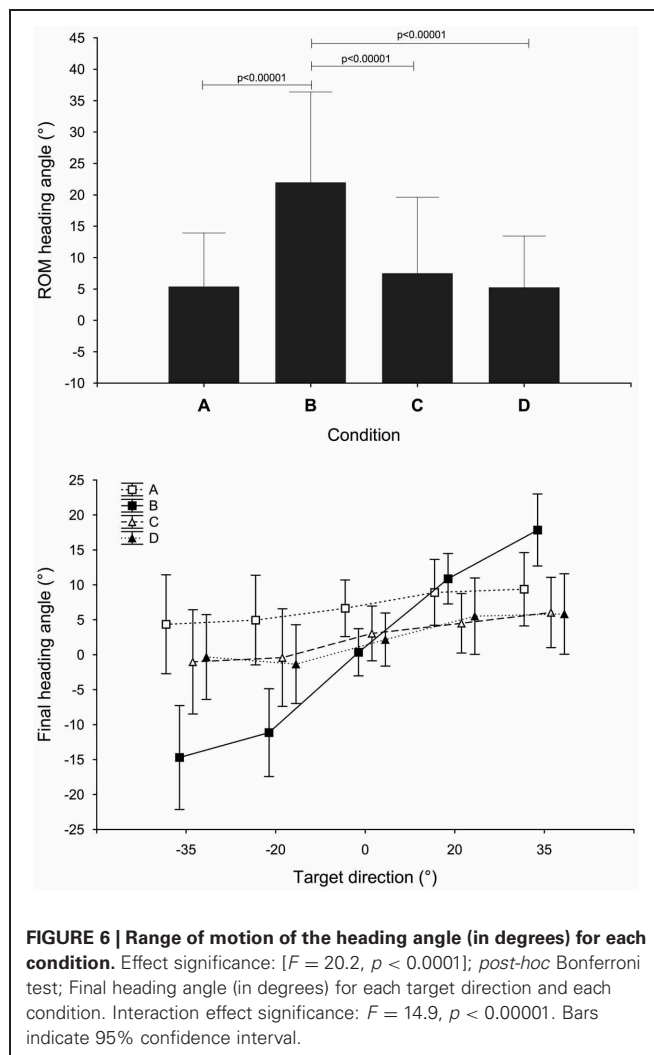 p<0.00001
p<0.00001
p<0.00001
45
40
35
30
25
20
15
10
5
0
-5
-10
ROM heading angle (°)
A B C D
Condition
A
B
C
D
25
20
15
10
5
0
-5
-10
-15
-20
-25
Final heading angle (°)
-35 -20 0 20 35
Target direction (°)
FIGURE 6 | Range of motion of the heading angle (in degrees) for each
condition. Effect significance: [F = 20.2, p < 0.0001]; post-hoc Bonferroni
test; Final heading angle (in degrees) for each target direction and each
condition. Interaction effect significance: F = 14.9, p < 0.00001. Bars
indicate 95% confidence interval.